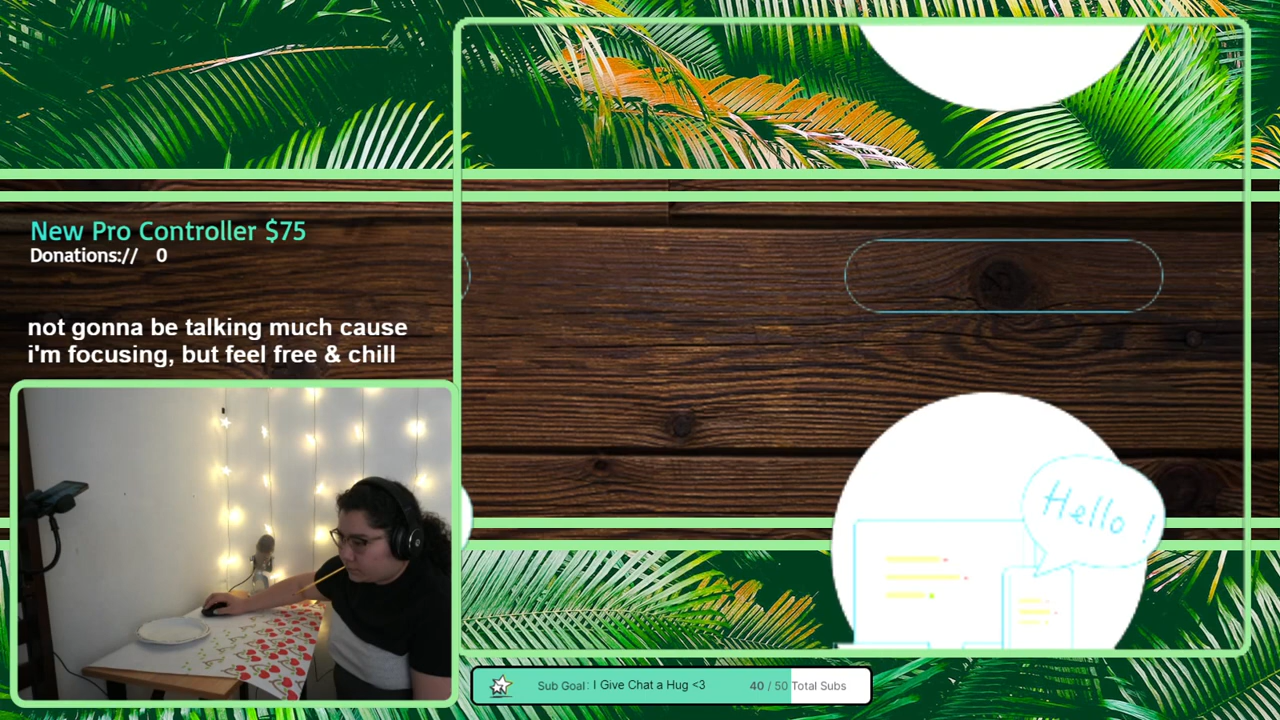 New Pro Controller $75
Donations:// 0
not gonna be talking much cause
i'm focusing, but feel free & chill
Hello !
Sub Goal: I Give Chat a Hug <3 40 / 50 Total Subs